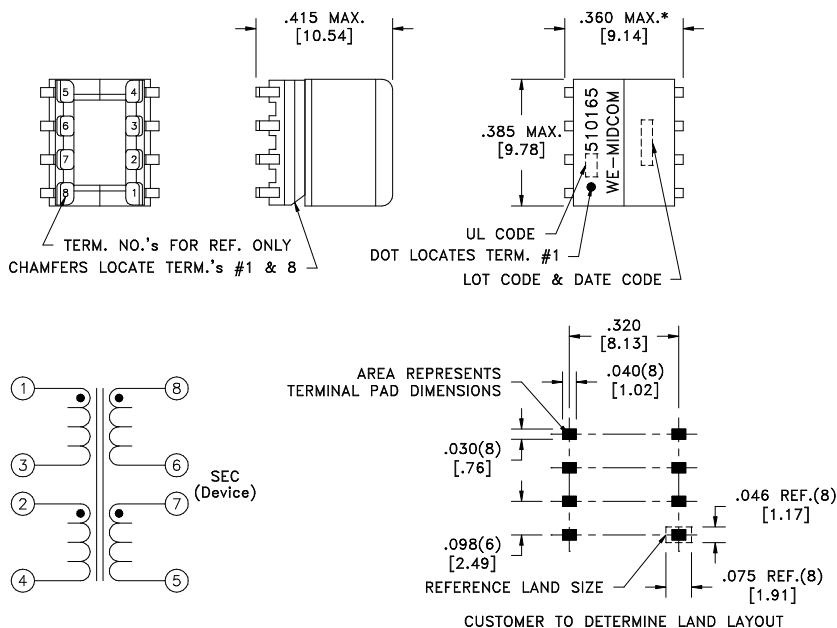 .415 MAX.
[10.54]
.360 MAX.*
[9.14]
5
4
6
3
7
2
8
1
.385 MAX.
[9.78]
510165
WE-MIDCOM
TERM. NO.'s FOR REF. ONLY
CHAMFERS LOCATE TERM.'s #1 & 8
UL CODE
DOT LOCATES TERM. #1
LOT CODE & DATE CODE
1
8
3
6
SEC
(Device)
2
7
4
5
.320
[8.13]
AREA REPRESENTS
TERMINAL PAD DIMENSIONS
.040(8)
[1.02]
.030(8)
[.76]
.098(6)
[2.49]
.046 REF.(8)
[1.17]
REFERENCE LAND SIZE
.075 REF.(8)
[1.91]
CUSTOMER TO DETERMINE LAND LAYOUT